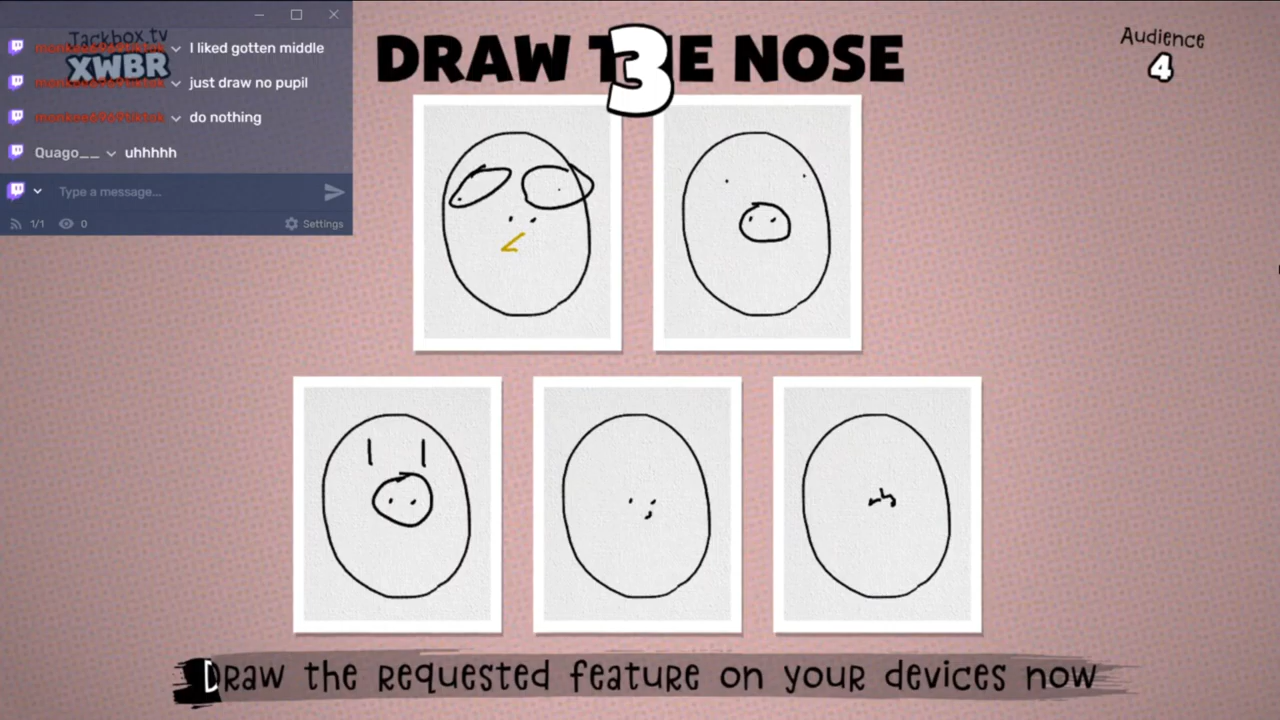 Jackbox.tv
XWBR
I liked gotten middle
just draw no pupil
do nothing
Quago__ uhhhhh
Type a message...
1/1 0 Settings
DRAW THE NOSE
3
Audience
4
Draw the requested feature on your devices now